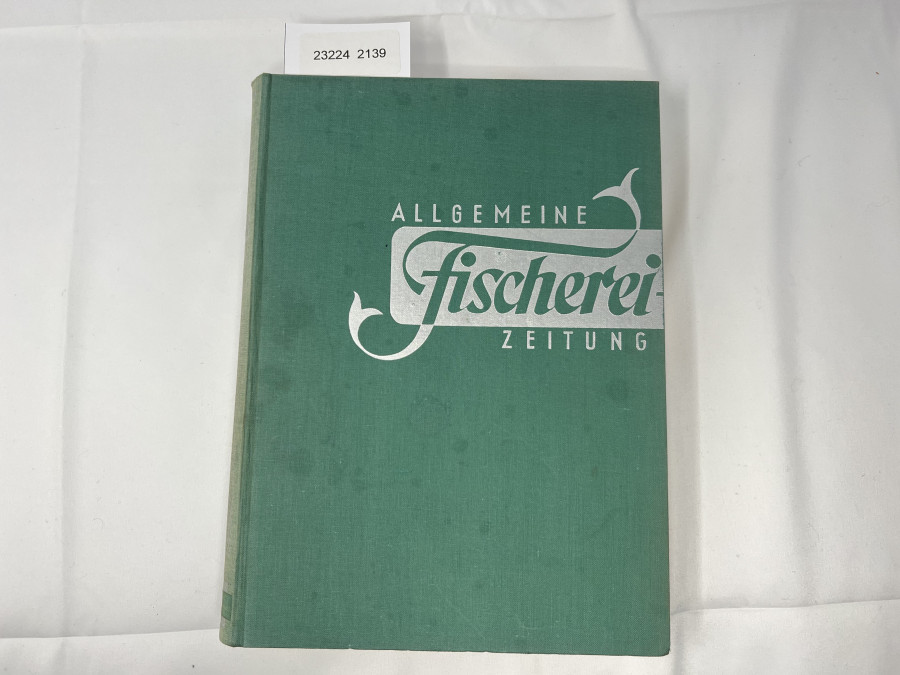 23224 2139
ALLGEMEINE
Fischerei-
ZEITUNG